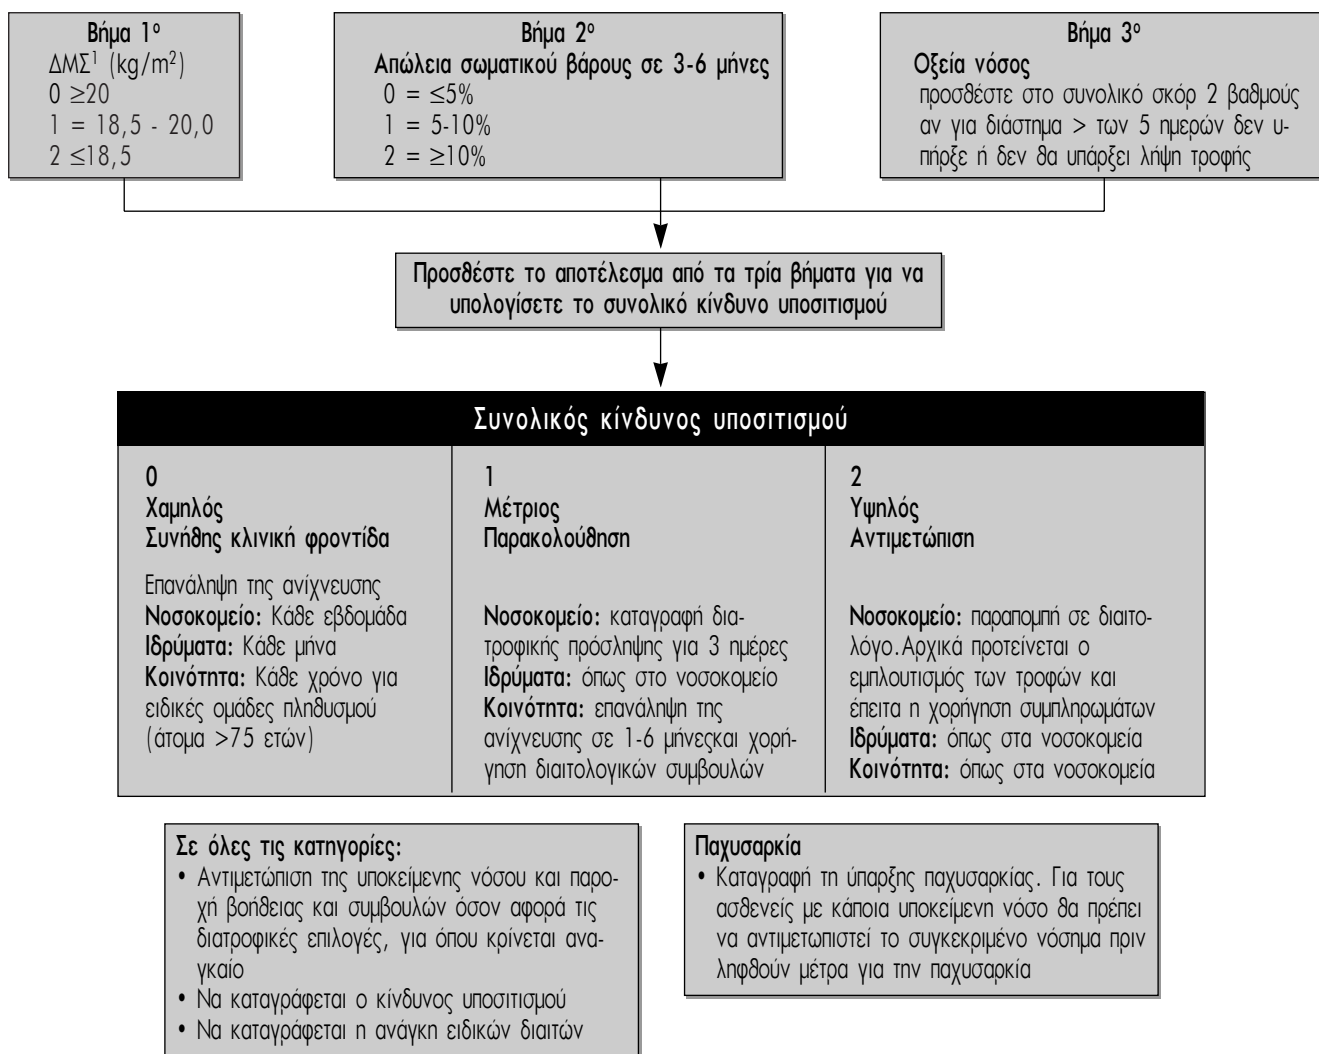 Βήμα 1º
ΔΜΣ¹ (kg/m²)
0 ≥20
1 = 18,5 - 20,0
2 ≤18,5
Βήμα 2º
Απώλεια σωματικού βάρους σε 3-6 μήνες
0 = ≤5%
1 = 5-10%
2 = ≥10%
Βήμα 3º
Οξεία νόσος
προσθέστε στο συνολικό σκόρ 2 βαθμούς
αν για διάστημα > των 5 ημερών δεν υ-
πήρξε ή δεν θα υπάρξει λήψη τροφής
Προσθέστε το αποτέλεσμα από τα τρία βήματα για να
υπολογίσετε το συνολικό κίνδυνο υποσιτισμού
Συνολικός κίνδυνος υποσιτισμού
0
Χαμηλός
Συνήθης κλινική φροντίδα
Επανάληψη της ανίχνευσης
Νοσοκομείο: Κάθε εβδομάδα
Ιδρύματα: Κάθε μήνα
Κοινότητα: Κάθε χρόνο για
ειδικές ομάδες πληθυσμού
(άτομα >75 ετών)
1
Μέτριος
Παρακολούθηση
Νοσοκομείο: καταγραφή δια-
τροφικής πρόσληψης για 3 ημέρες
Ιδρύματα: όπως στο νοσοκομείο
Κοινότητα: επανάληψη της
ανίχνευσης σε 1-6 μήνεςκαι χορή-
γηση διαιτολογικών συμβουλών
2
Υψηλός
Αντιμετώπιση
Νοσοκομείο: παραπομπή σε διαιτο-
λόγο.Αρχικά προτείνεται ο
εμπλουτισμός των τροφών και
έπειτα η χορήγηση συμπληρωμάτων
Ιδρύματα: όπως στα νοσοκομεία
Κοινότητα: όπως στα νοσοκομεία
Σε όλες τις κατηγορίες:
• Αντιμετώπιση της υποκείμενης νόσου και παρο-
χή βοήθειας και συμβουλών όσον αφορά τις
διατροφικές επιλογές, για όπου κρίνεται ανα-
γκαίο
• Να καταγράφεται ο κίνδυνος υποσιτισμού
• Να καταγράφεται η ανάγκη ειδικών διαιτών
Παχυσαρκία
• Καταγραφή τη ύπαρξης παχυσαρκίας. Για τους
ασθενείς με κάποια υποκείμενη νόσο θα πρέπει
να αντιμετωπιστεί το συγκεκριμένο νόσημα πριν
ληφθούν μέτρα για την παχυσαρκία